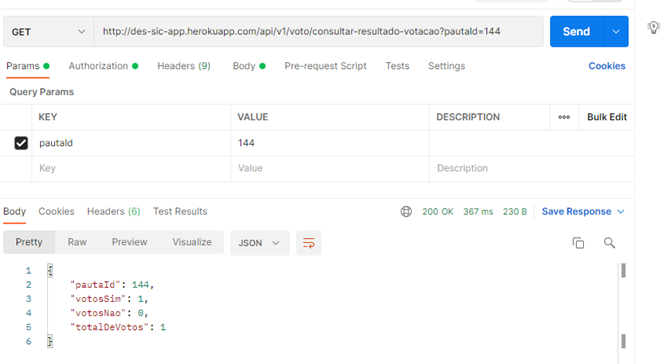 GET http://des-sic-app.herokuapp.com/api/v1/voto/consultar-resultado-votacao?pautaId=144 Send
Params Authorization Headers (9) Body Pre-request Script Tests Settings Cookies
Query Params
KEY VALUE DESCRIPTION ooo Bulk Edit
pautaId 144
Key Value Description
Body Cookies Headers (6) Test Results 200 OK 367 ms 230 B Save Response
Pretty Raw Preview Visualize JSON
1 {
2 "pautaId": 144,
3 "votosSim": 1,
4 "votosNao": 0,
5 "totalDeVotos": 1
6 }